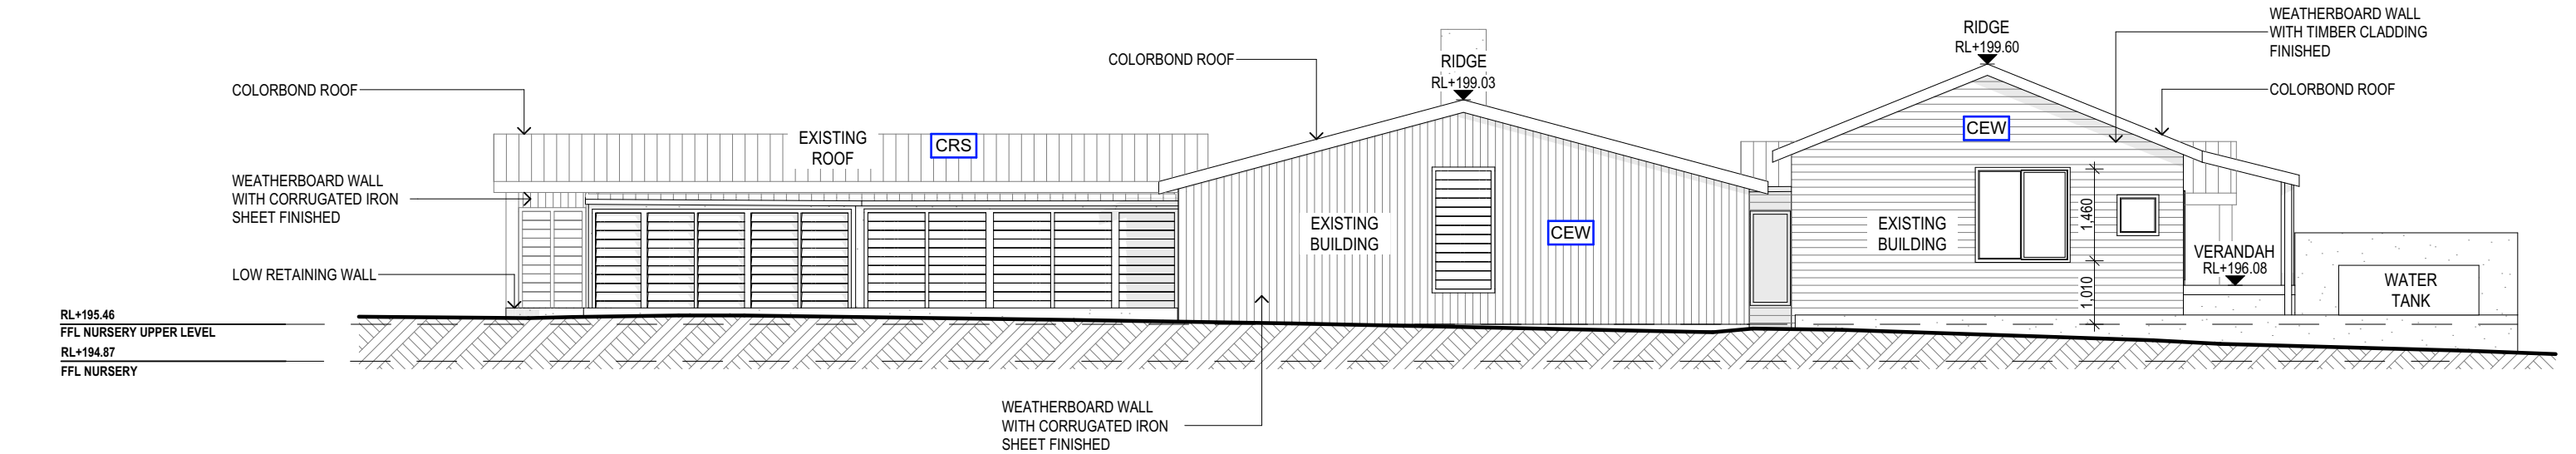 WEATHERBOARD WALL
WITH TIMBER CLADDING
FINISHED
RIDGE
RL+199.60
COLORBOND ROOF
RIDGE
RL+199.03
COLORBOND ROOF
COLORBOND ROOF
EXISTING
ROOF
CRS
CEW
WEATHERBOARD WALL
WITH CORRUGATED IRON
SHEET FINISHED
EXISTING
BUILDING
CEW
EXISTING
BUILDING
1,460
1,010
VERANDAH
RL+196.08
WATER
TANK
LOW RETAINING WALL
RL+195.46
FFL NURSERY UPPER LEVEL
RL+194.87
FFL NURSERY
WEATHERBOARD WALL
WITH CORRUGATED IRON
SHEET FINISHED